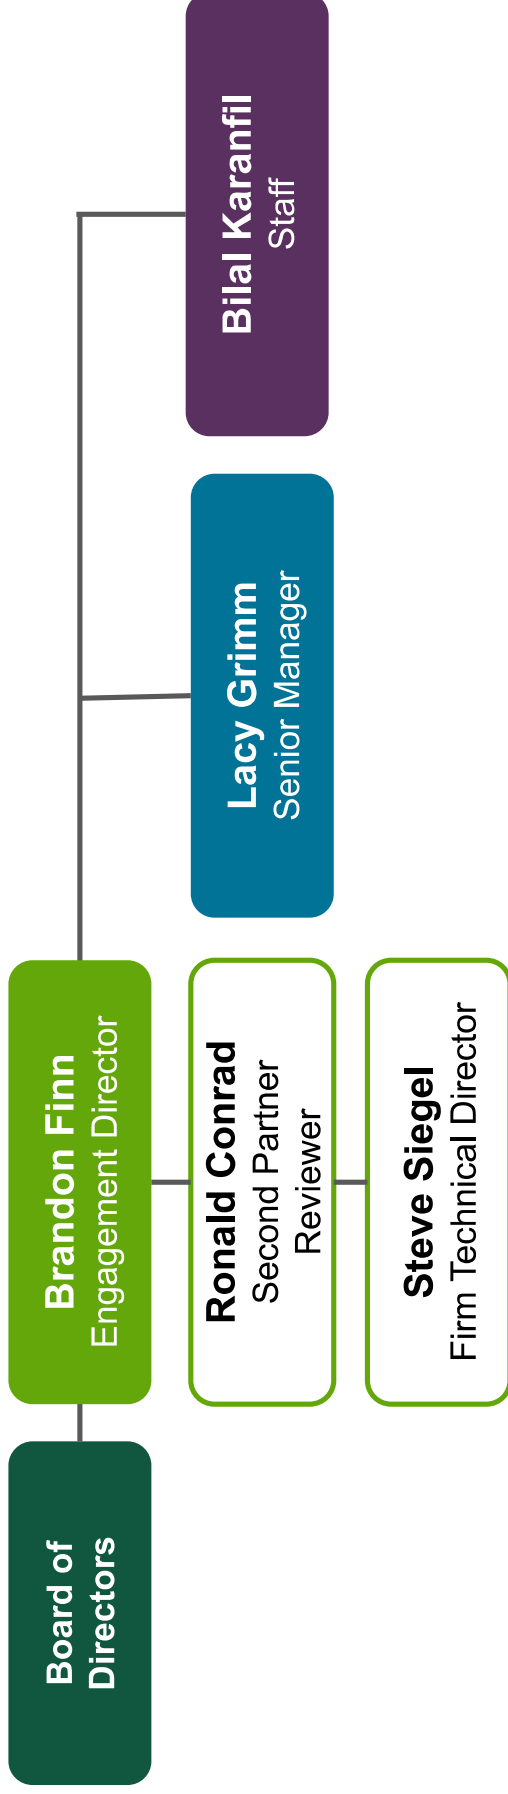 Board of
Directors
Brandon Finn
Engagement Director
Ronald Conrad
Second Partner
Reviewer
Steve Siegel
Firm Technical Director
Lacy Grimm
Senior Manager
Bilal Karanfil
Staff